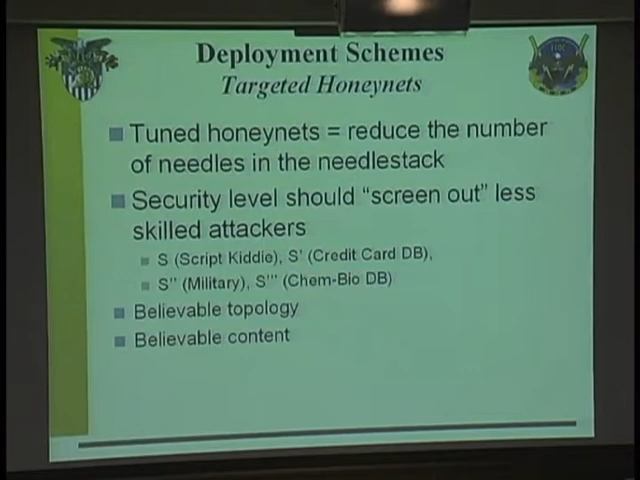 Deployment Schemes
Targeted Honeynets
Tuned honeynets = reduce the number
of needles in the needlestack
Security level should "screen out" less
skilled attackers
S (Script Kiddie), S' (Credit Card DB),
S'' (Military), S''' (Chem-Bio DB)
Believable topology
Believable content